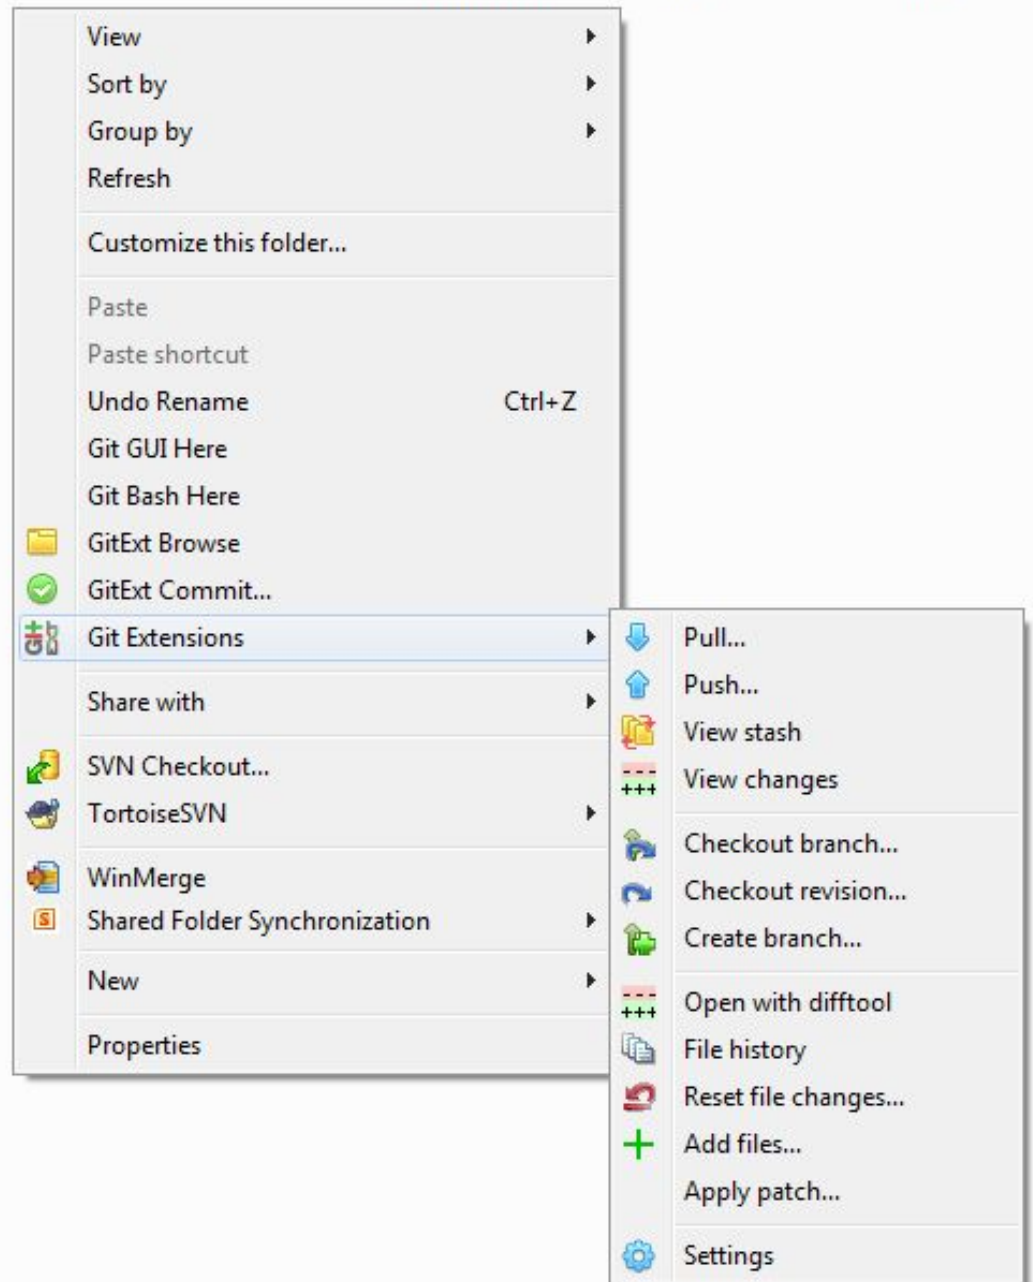 View
Sort by
Group by
Refresh
Customize this folder...
Paste
Paste shortcut
Undo Rename Ctrl+Z
Git GUI Here
Git Bash Here
GitExt Browse
GitExt Commit...
Git Extensions
Share with
SVN Checkout...
TortoiseSVN
WinMerge
Shared Folder Synchronization
New
Properties
Pull...
Push...
View stash
View changes
Checkout branch...
Checkout revision...
Create branch...
Open with difftool
File history
Reset file changes...
Add files...
Apply patch...
Settings